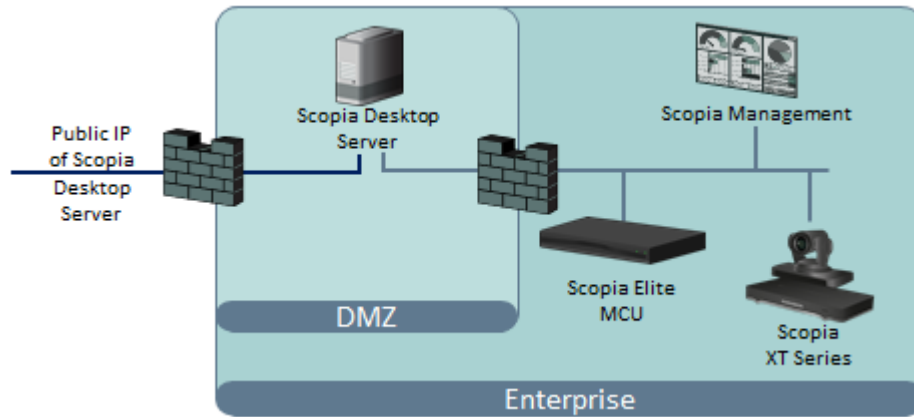 Scopia Desktop
Server
Scopia Management
Public IP
of Scopia
Desktop
Server
Scopia Elite
MCU
Scopia
XT Series
DMZ
Enterprise